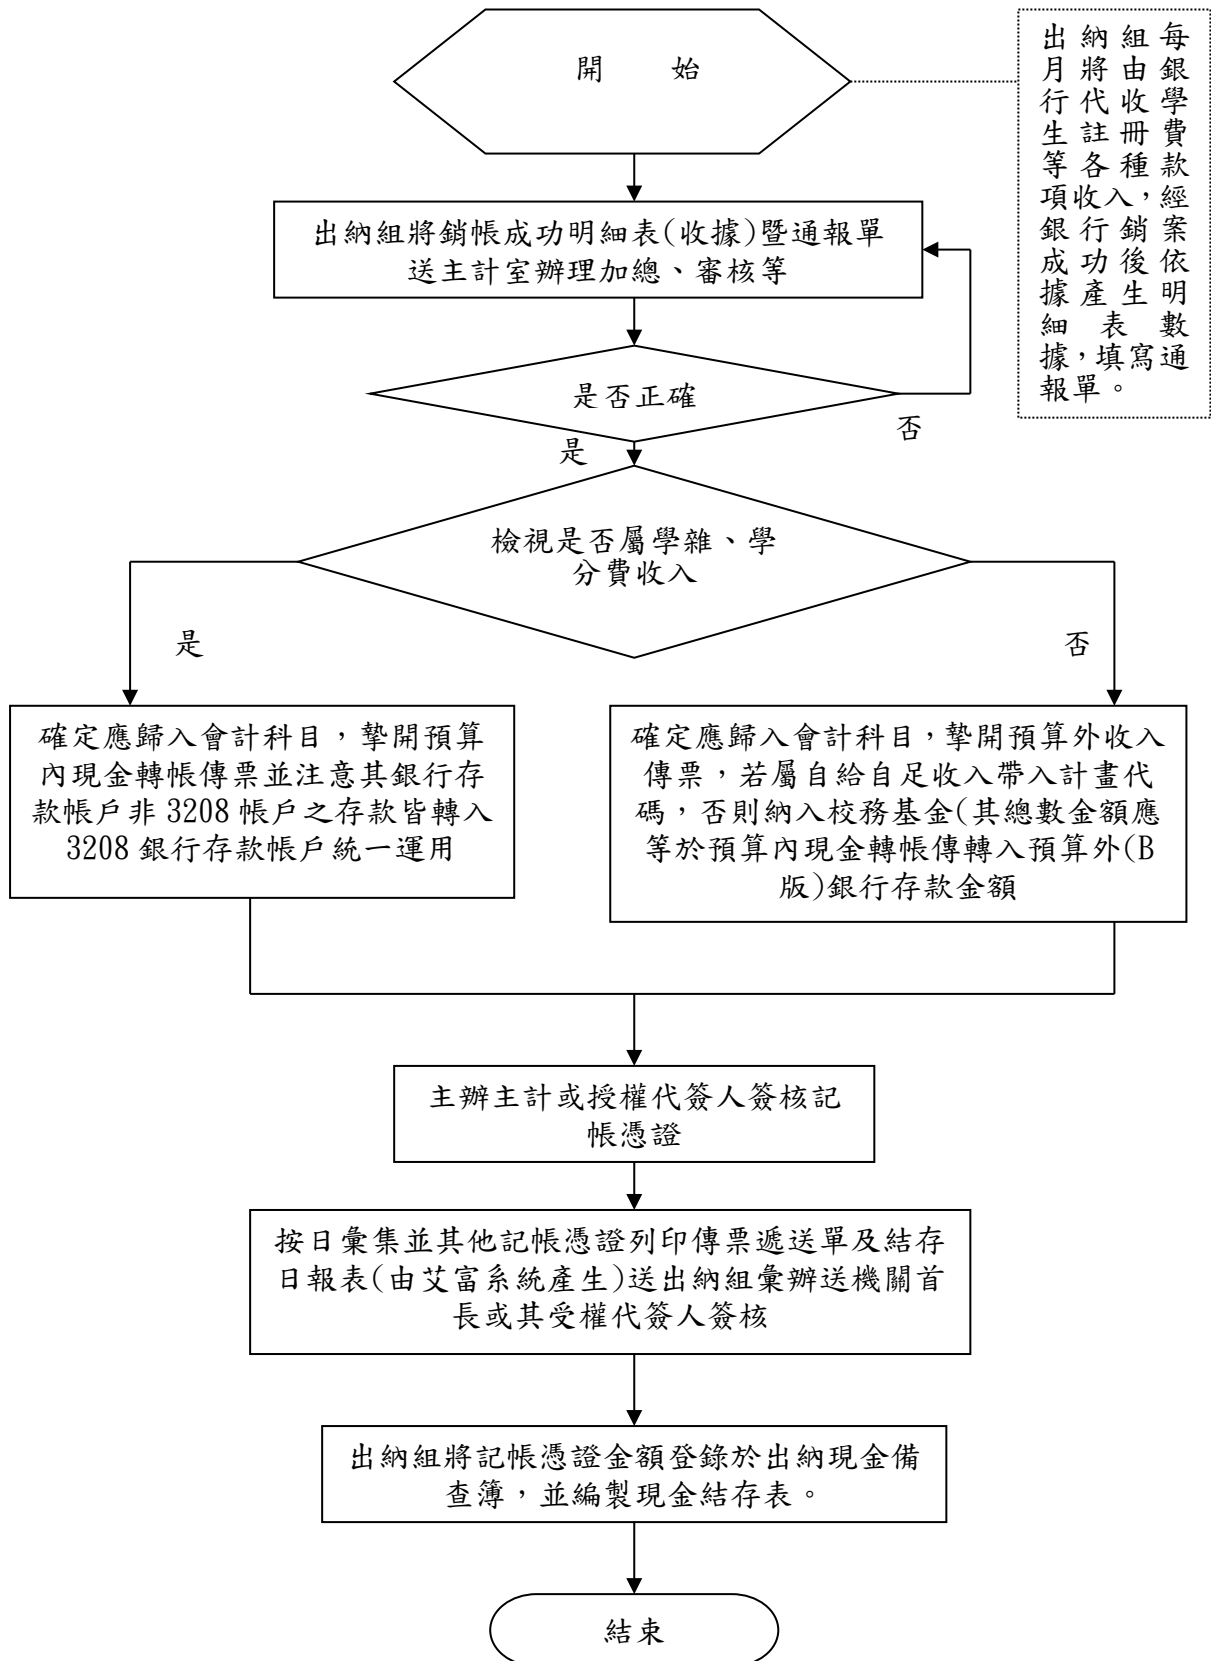 開　始
出納組每
月將由銀
行代收學
生註冊費
等各種款
項收入，經
銀行銷案
成功後依
據產生明
細表數
據，填寫通
報單。
出納組將銷帳成功明細表(收據)暨通報單
送主計室辦理加總、審核等
是否正確
否
是
檢視是否屬學雜、學
分費收入
是
否
確定應歸入會計科目，摯開預算
內現金轉帳傳票並注意其銀行存
款帳戶非 3208 帳戶之存款皆轉入
3208 銀行存款帳戶統一運用
確定應歸入會計科目，摯開預算外收入
傳票，若屬自給自足收入帶入計畫代
碼，否則納入校務基金(其總數金額應
等於預算內現金轉帳傳轉入預算外(B
版)銀行存款金額
主辦主計或授權代簽人簽核記
帳憑證
按日彙集並其他記帳憑證列印傳票遞送單及結存
日報表(由艾富系統產生)送出納組彙辦送機關首
長或其受權代簽人簽核
出納組將記帳憑證金額登錄於出納現金備
查簿，並編製現金結存表。
結束